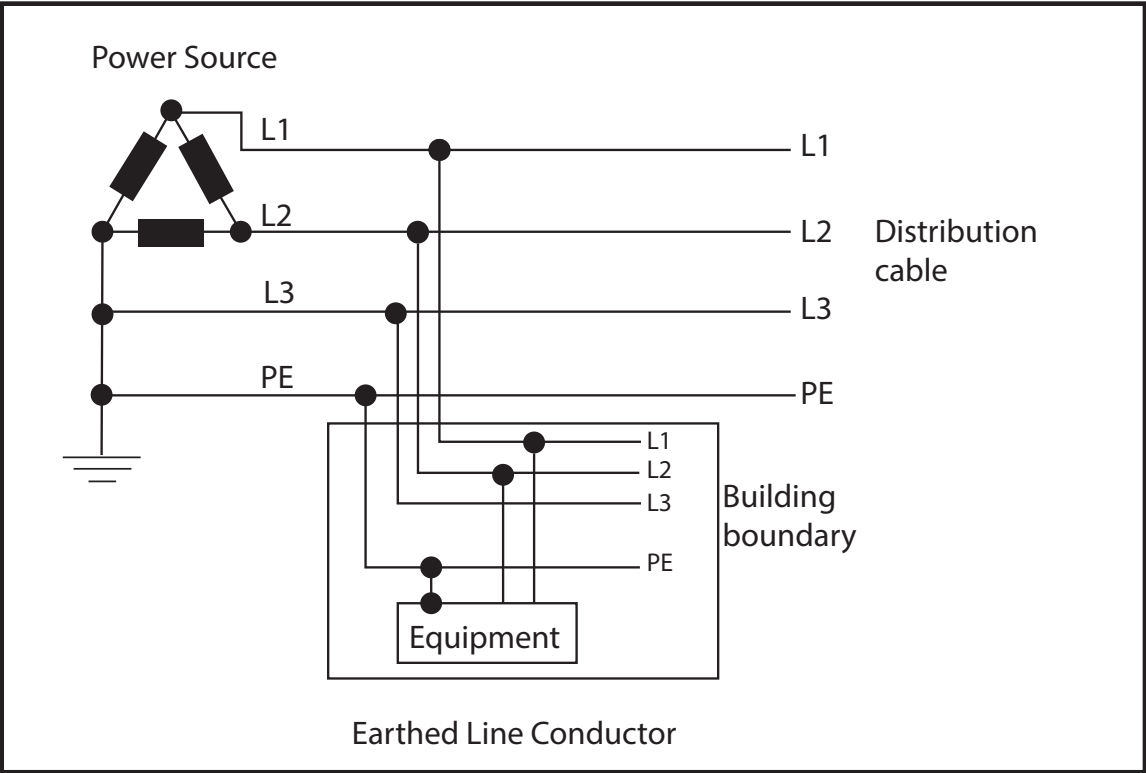 Power Source
L1
L1
L2
L2
Distribution
cable
L3
L3
PE
PE
L1
L2
L3
Building
boundary
PE
Equipment
Earthed Line Conductor